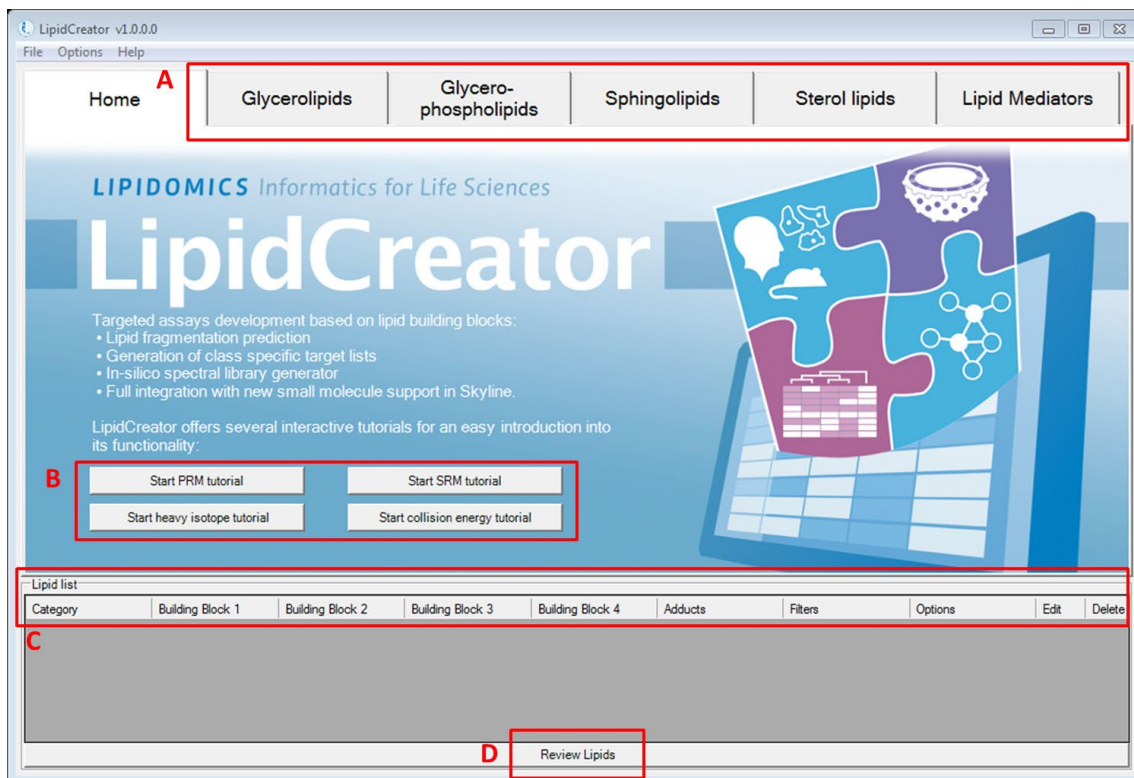 LipidCreator v1.0.0.0
File Options Help
A
Home
Glycerolipids
Glycero-
phospholipids
Sphingolipids
Sterol lipids
Lipid Mediators
LIPIDOMICS Informatics for Life Sciences
LipidCreator
Targeted assays development based on lipid building blocks:
• Lipid fragmentation prediction
• Generation of class specific target lists
• In-silico spectral library generator
• Full integration with new small molecule support in Skyline.
LipidCreator offers several interactive tutorials for an easy introduction into
its functionality:
B
Start PRM tutorial
Start SRM tutorial
Start heavy isotope tutorial
Start collision energy tutorial
Lipid list
Category Building Block 1 Building Block 2 Building Block 3 Building Block 4 Adducts Filters Options Edit Delete
C
D
Review Lipids